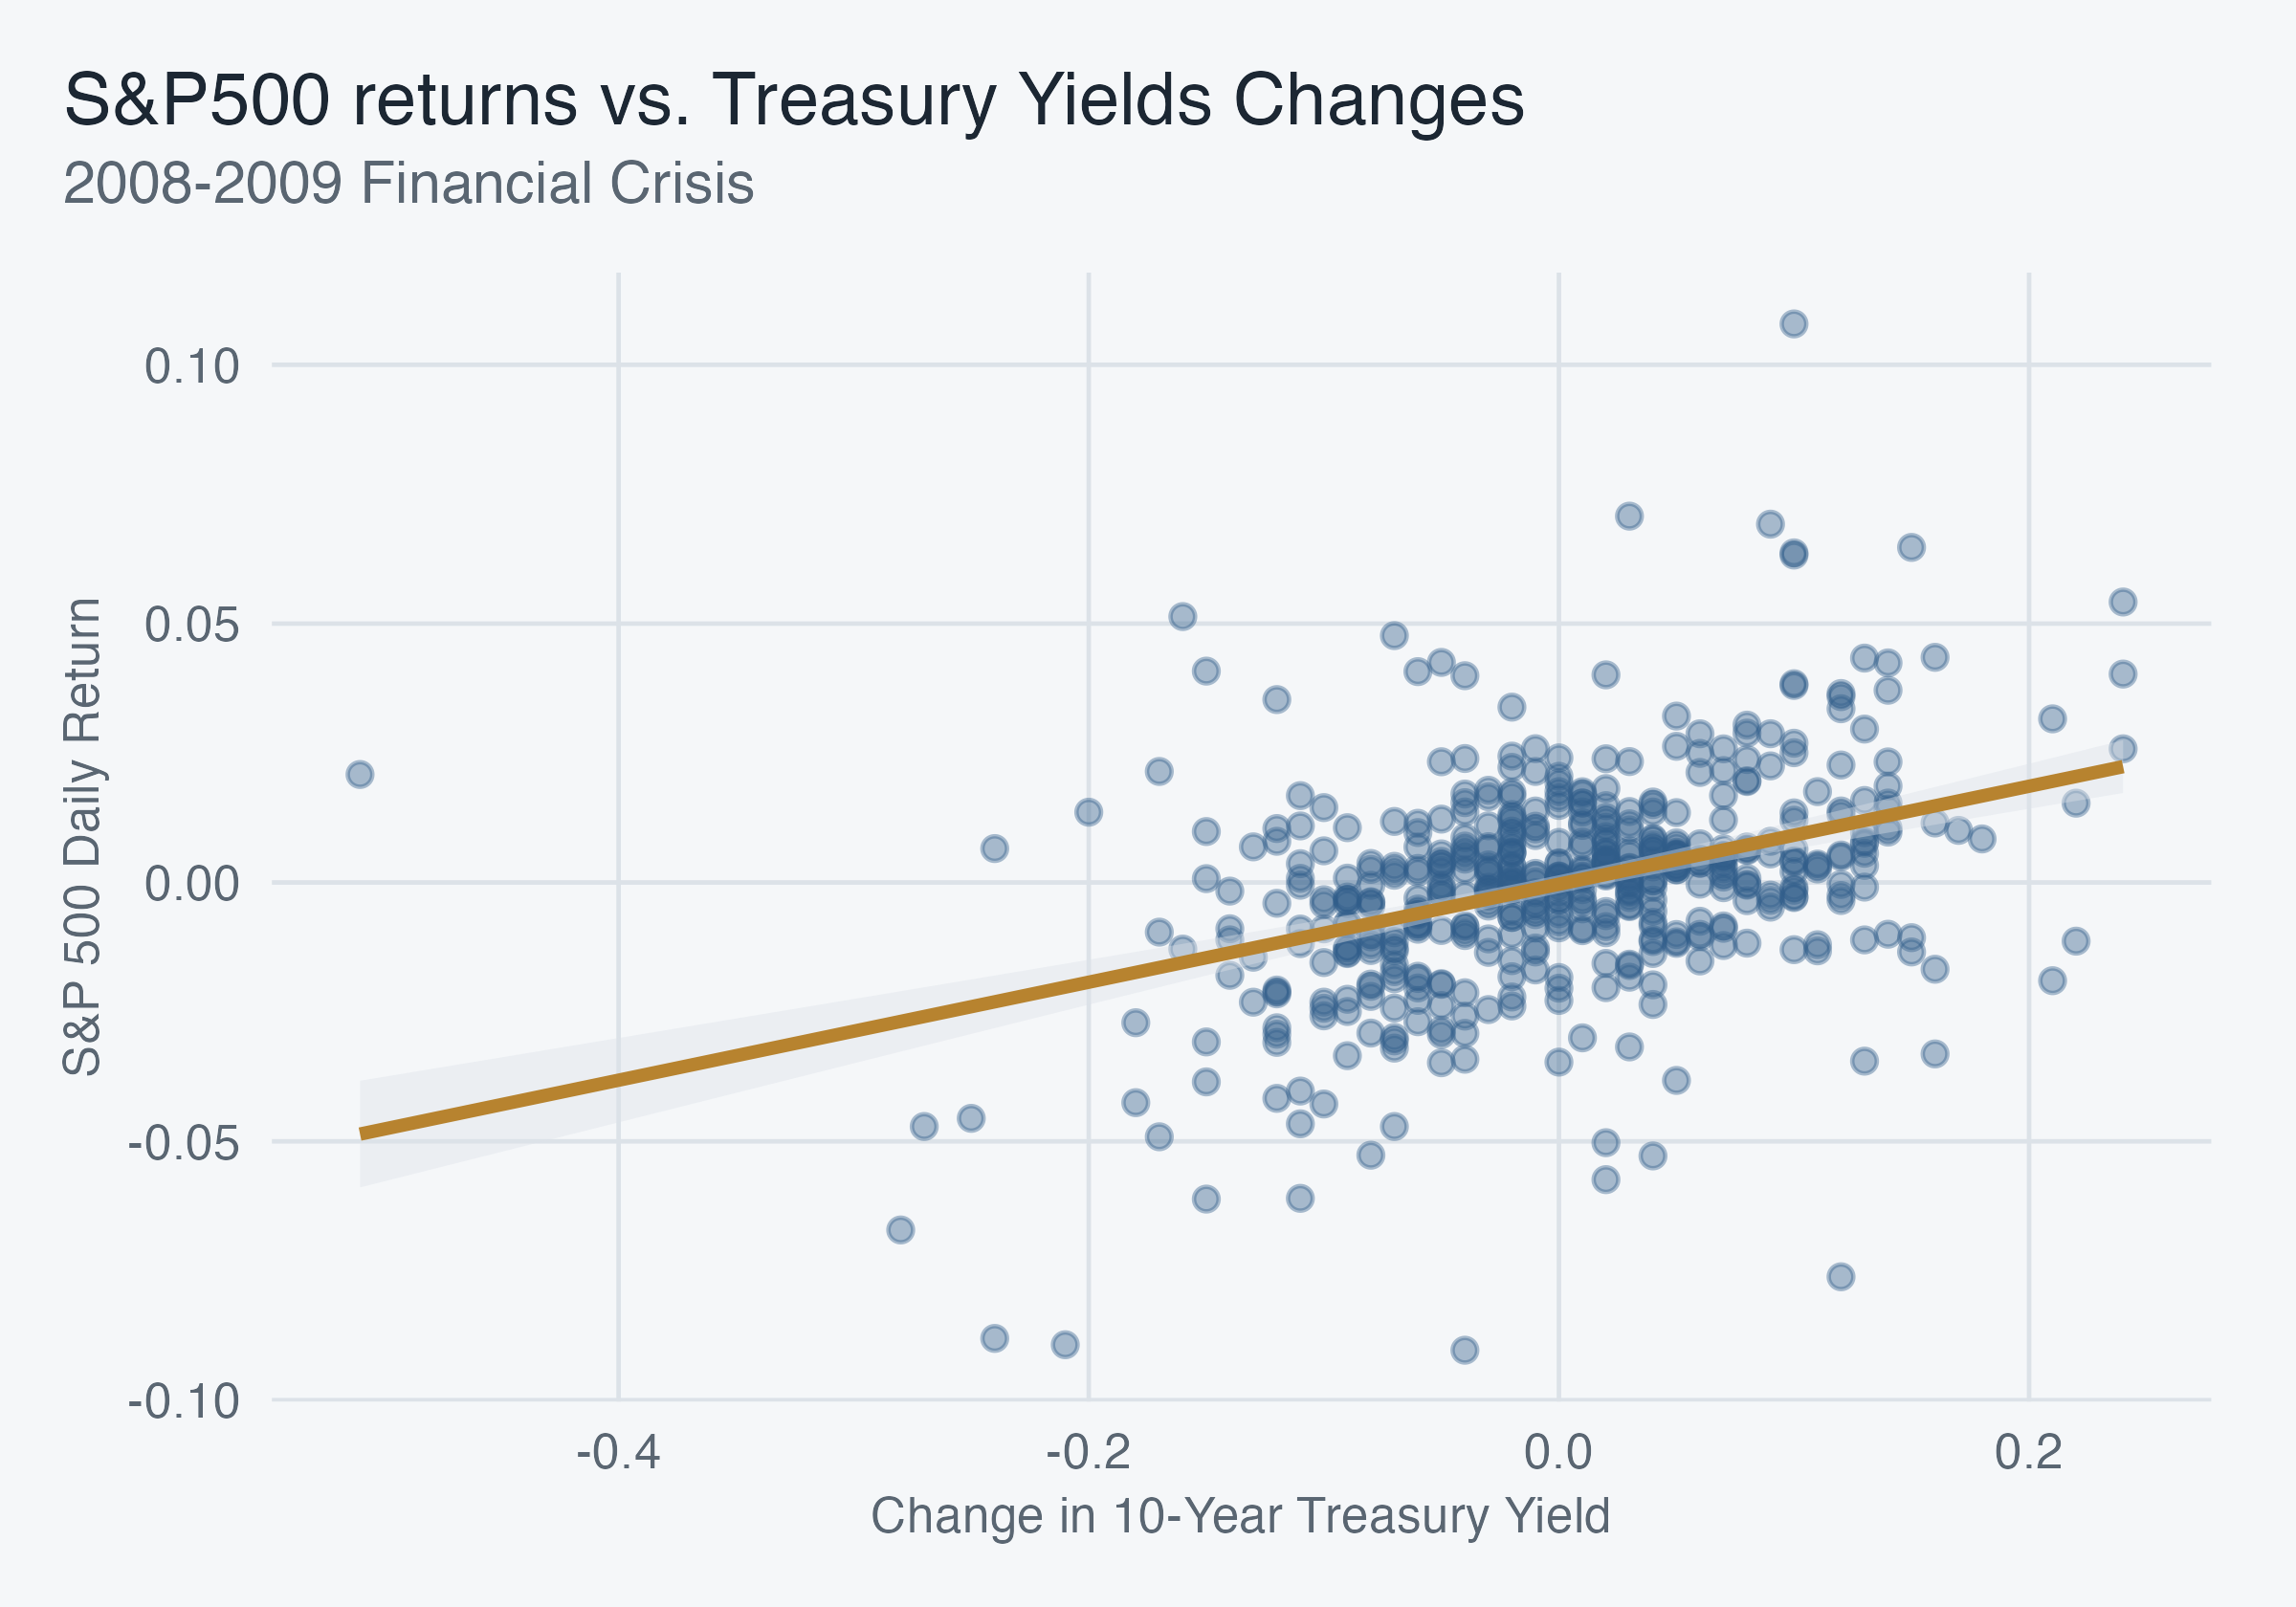 S&P500 returns vs. Treasury Yields Changes
2008-2009 Financial Crisis
S&P 500 Daily Return
0.10
0.05
0.00
-0.05
-0.10
-0.4
-0.2
0.0
0.2
Change in 10-Year Treasury Yield